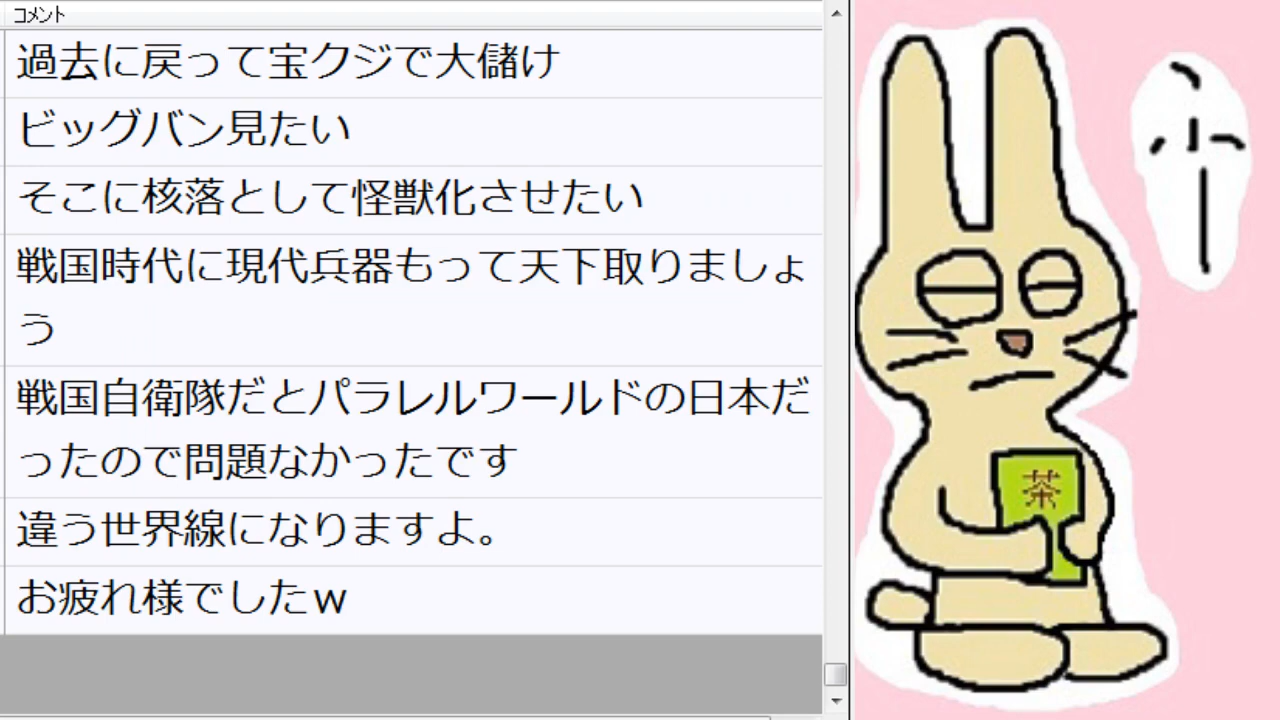 コメント
過去に戻って宝クジで大儲け
ビッグバン見たい
そこに核落として怪獣化させたい
戦国時代に現代兵器もって天下取りましょ
う
戦国自衛隊だとパラレルワールドの日本だ
ったので問題なかったです
違う世界線になりますよ。
お疲れ様でしたｗ
ふー
茶